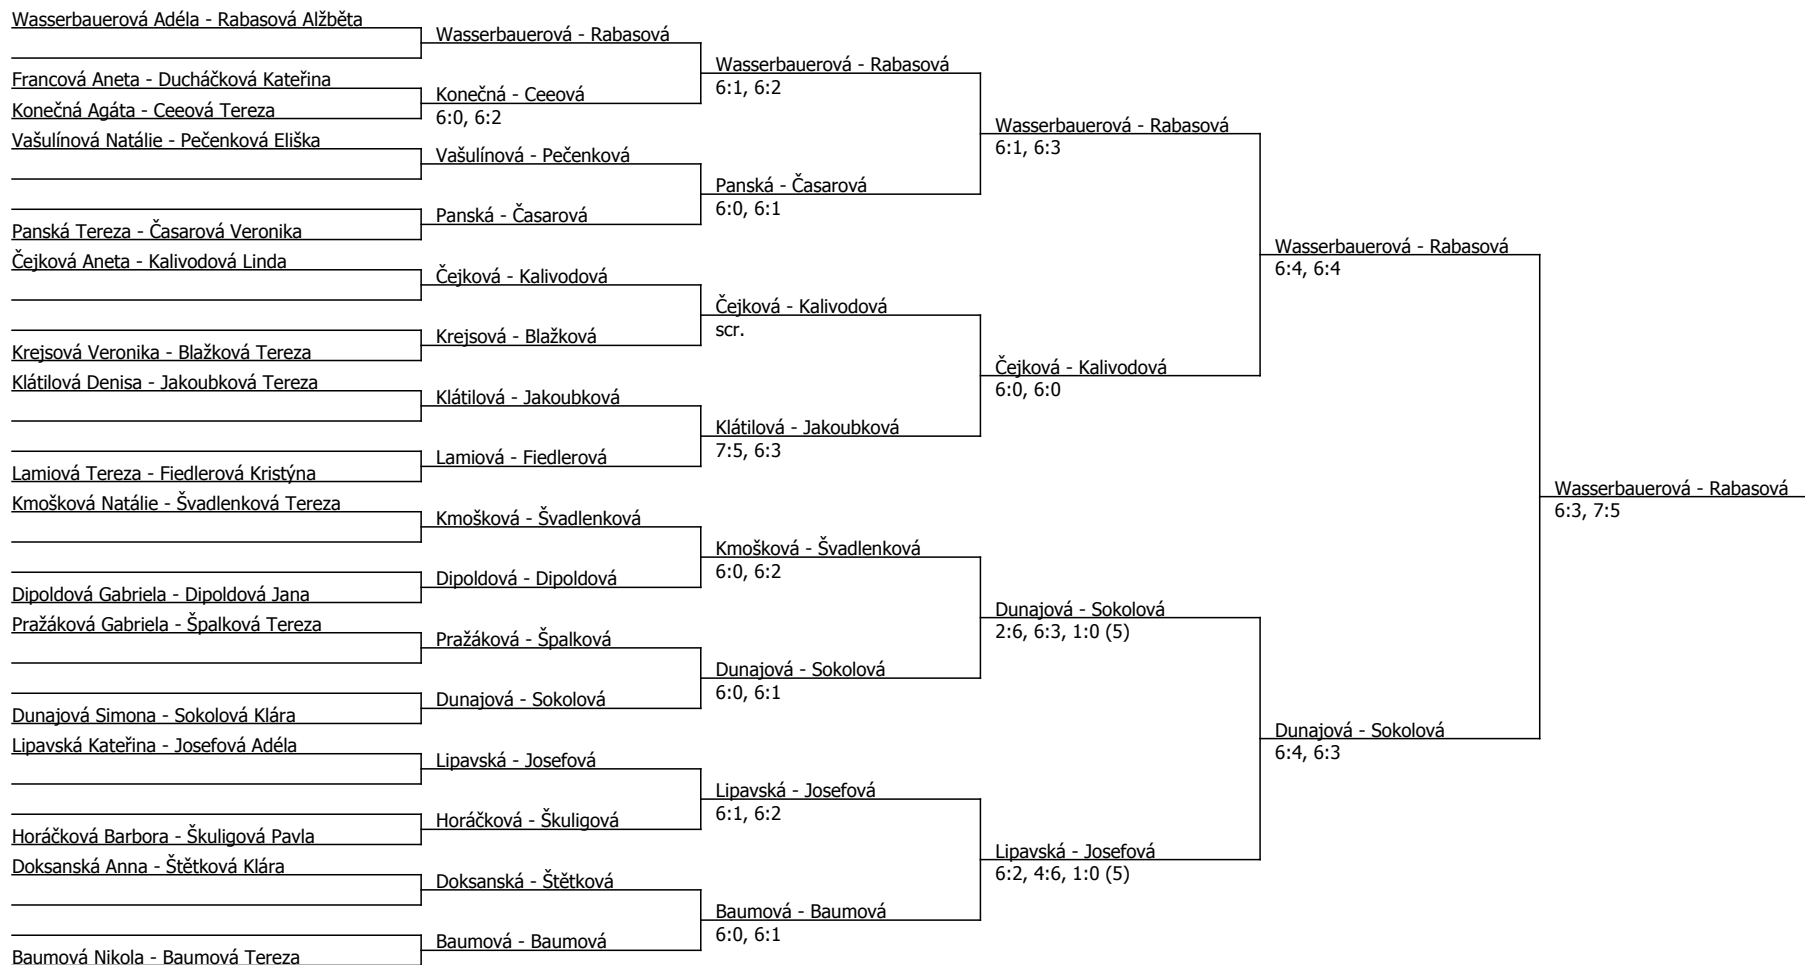 Wasserbauerová Adéla - Rabasová Alžběta
Francová Aneta - Ducháčková Kateřina
Konečná Agáta - Ceeová Tereza
Vašulínová Natálie - Pečenková Eliška
Panská Tereza - Časarová Veronika
Čejková Aneta - Kalivodová Linda
Krejsová Veronika - Blažková Tereza
Klátilová Denisa - Jakoubková Tereza
Lamiová Tereza - Fiedlerová Kristýna
Kmošková Natálie - Švadlenková Tereza
Dipoldová Gabriela - Dipoldová Jana
Pražáková Gabriela - Špalková Tereza
Dunajová Simona - Sokolová Klára
Lipavská Kateřina - Josefová Adéla
Horáčková Barbora - Škuligová Pavla
Doksanská Anna - Štětková Klára
Baumová Nikola - Baumová Tereza
Wasserbauerová - Rabasová
Konečná - Ceeová
6:0, 6:2
Vašulínová - Pečenková
Panská - Časarová
Čejková - Kalivodová
Krejsová - Blažková
Klátilová - Jakoubková
Lamiová - Fiedlerová
Kmošková - Švadlenková
Dipoldová - Dipoldová
Pražáková - Špalková
Dunajová - Sokolová
Lipavská - Josefová
Horáčková - Škuligová
Doksanská - Štětková
Baumová - Baumová
Wasserbauerová - Rabasová
6:1, 6:2
Panská - Časarová
6:0, 6:1
Čejková - Kalivodová
scr.
Klátilová - Jakoubková
7:5, 6:3
Kmošková - Švadlenková
6:0, 6:2
Dunajová - Sokolová
6:0, 6:1
Lipavská - Josefová
6:1, 6:2
Baumová - Baumová
6:0, 6:1
Wasserbauerová - Rabasová
6:1, 6:3
Čejková - Kalivodová
6:0, 6:0
Dunajová - Sokolová
2:6, 6:3, 1:0 (5)
Lipavská - Josefová
6:2, 4:6, 1:0 (5)
Wasserbauerová - Rabasová
6:4, 6:4
Dunajová - Sokolová
6:4, 6:3
Wasserbauerová - Rabasová
6:3, 7:5